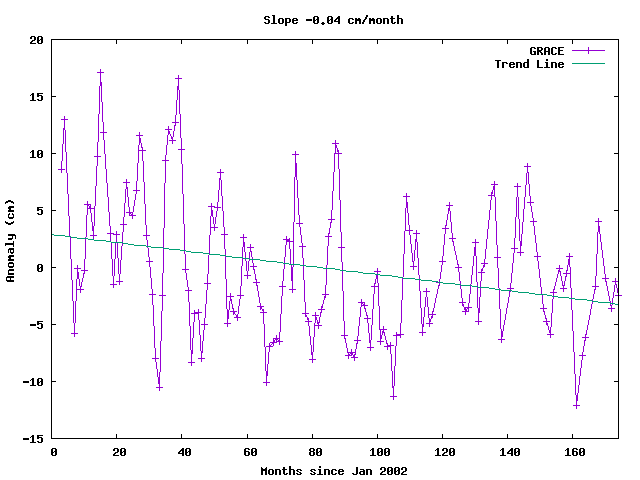 Slope -0.04 cm/month
GRACE
Trend Line
20
15
10
5
0
-5
-10
-15
Anomaly (cm)
0 20 40 60 80 100 120 140 160
Months since Jan 2002